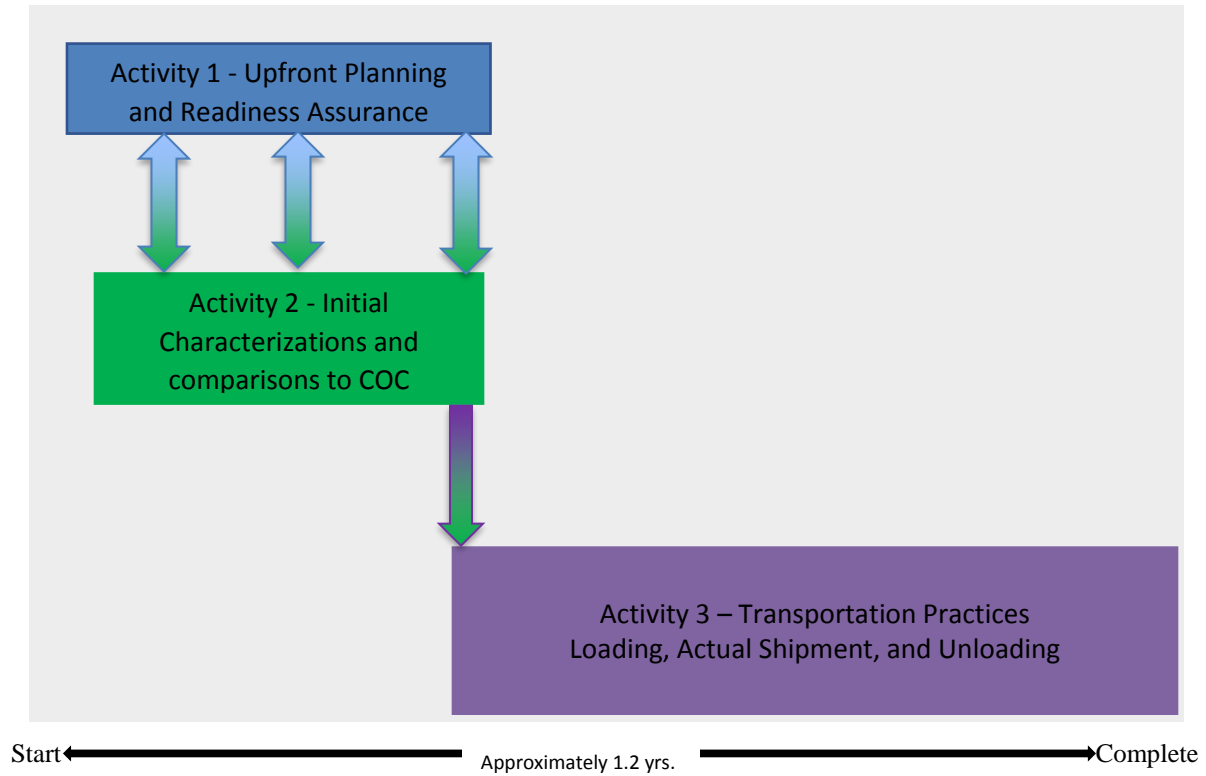 Activity 1 - Upfront Planning
and Readiness Assurance
Activity 2 - Initial
Characterizations and
comparisons to COC
Activity 3 – Transportation Practices
Loading, Actual Shipment, and Unloading
Start
Approximately 1.2 yrs.
Complete